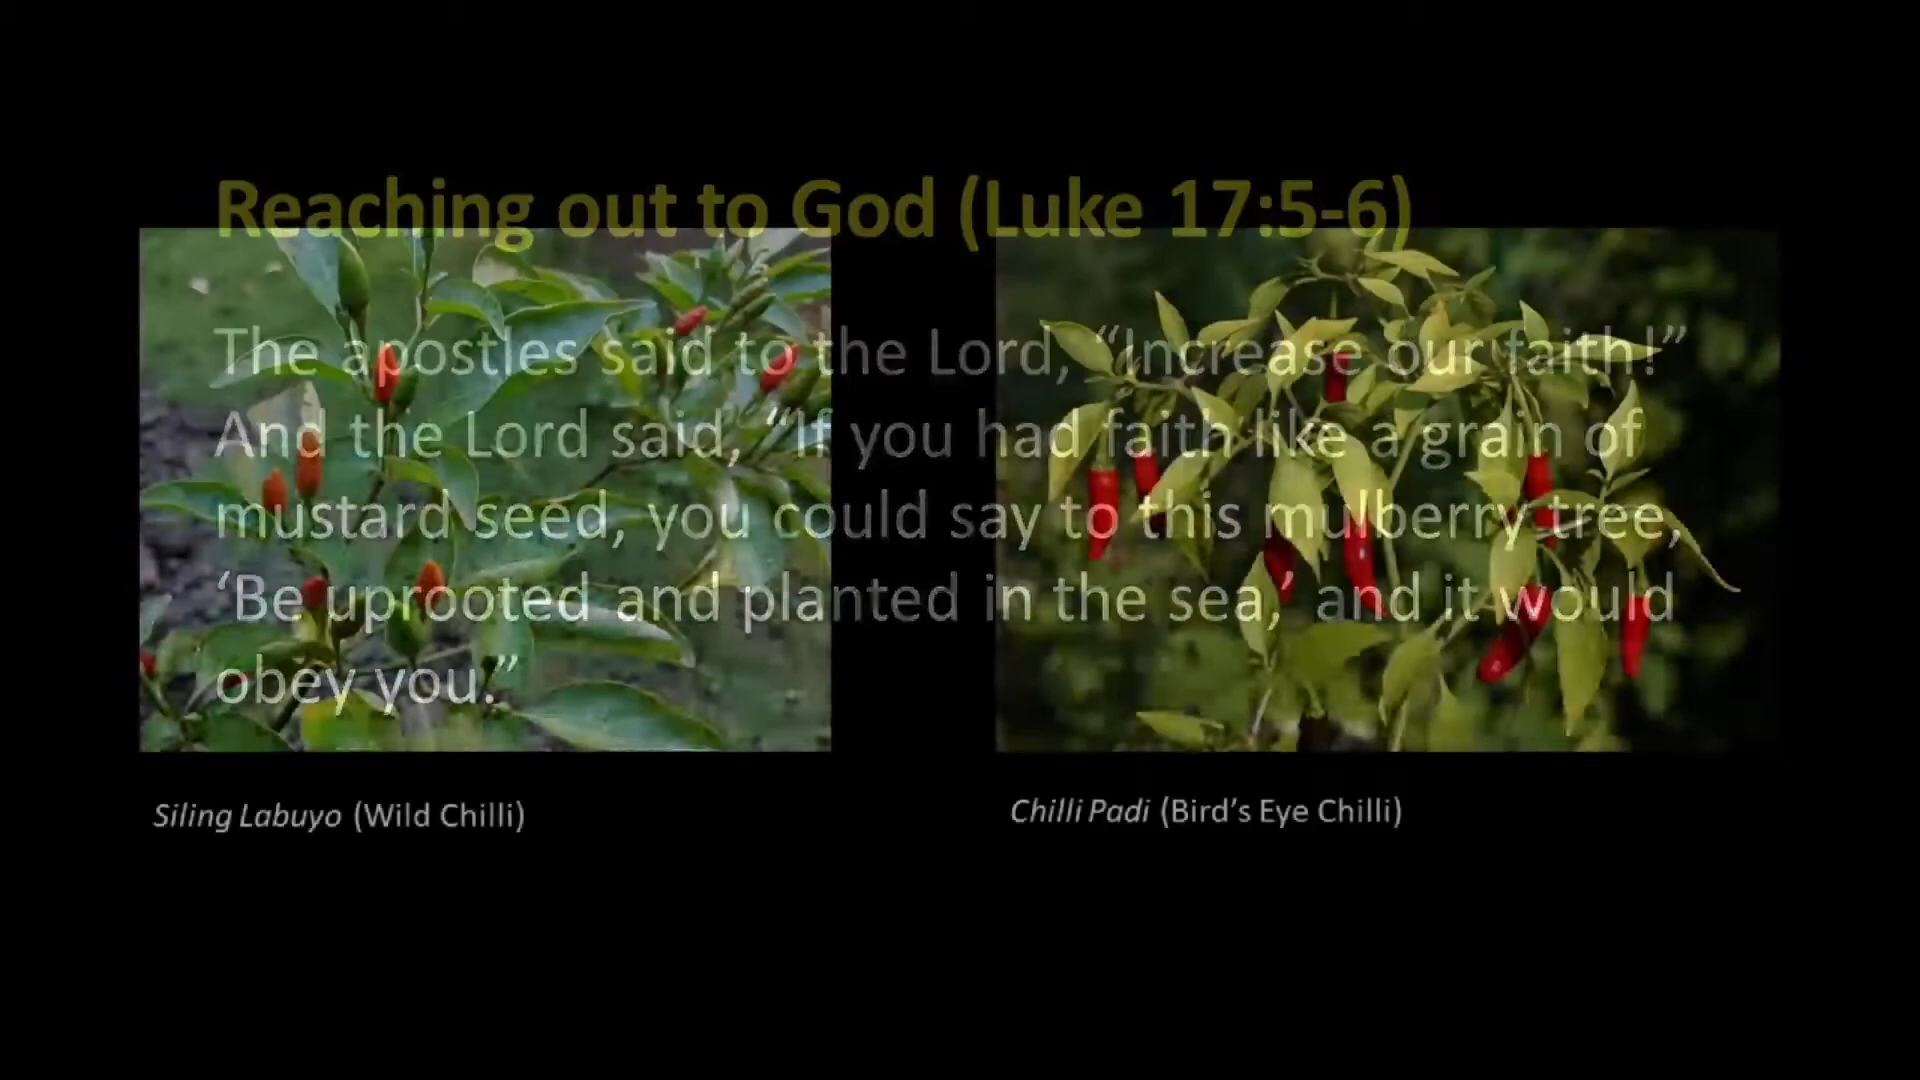 Reaching out to God (Luke 17:5-6)
The apostles said to the Lord, “Increase our faith!”
And the Lord said, “If you had faith like a grain of
mustard seed, you could say to this mulberry tree,
‘Be uprooted and planted in the sea,’ and it would
obey you.”
Siling Labuyo (Wild Chilli)
Chilli Padi (Bird’s Eye Chilli)